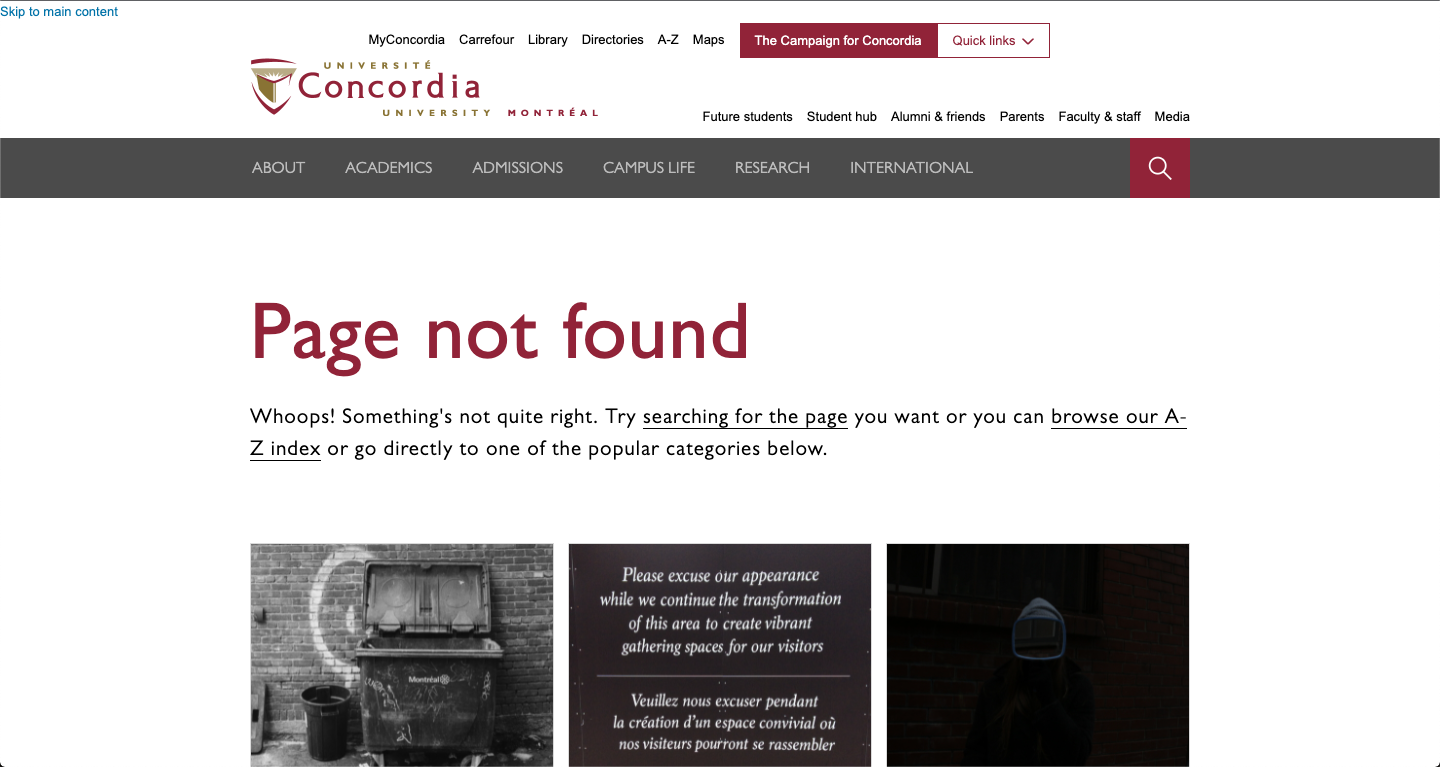 Skip to main content
MyConcordia Carrefour Library Directories A-Z Maps The Campaign for Concordia Quick links
UNIVERSITÉ
Concordia
UNIVERSITY MONTRÉAL
Future students Student hub Alumni & friends Parents Faculty & staff Media
ABOUT ACADEMICS ADMISSIONS CAMPUS LIFE RESEARCH INTERNATIONAL
Page not found
Whoops! Something's not quite right. Try searching for the page you want or you can browse our A-
Z index or go directly to one of the popular categories below.
Montréal
Please excuse our appearance
while we continue the transformation
of this area to create vibrant
gathering spaces for our visitors
Veuillez nous excuser pendant
la création d'un espace convivial où
nos visiteurs pourront se rassembler